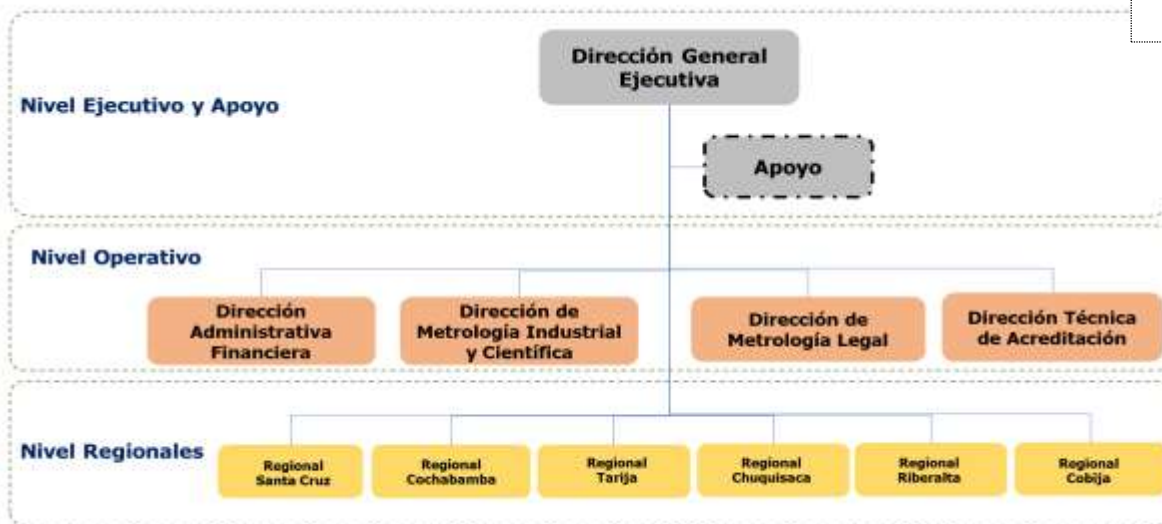 Dirección General
Ejecutiva
Nivel Ejecutivo y Apoyo
Apoyo
Nivel Operativo
Dirección
Administrativa
Financiera
Dirección de
Metrología Industrial
y Científica
Dirección de
Metrología Legal
Dirección Técnica
de Acreditación
Nivel Regionales
Regional
Santa Cruz
Regional
Cochabamba
Regional
Tarija
Regional
Chuquisaca
Regional
Riberalta
Regional
Cobija